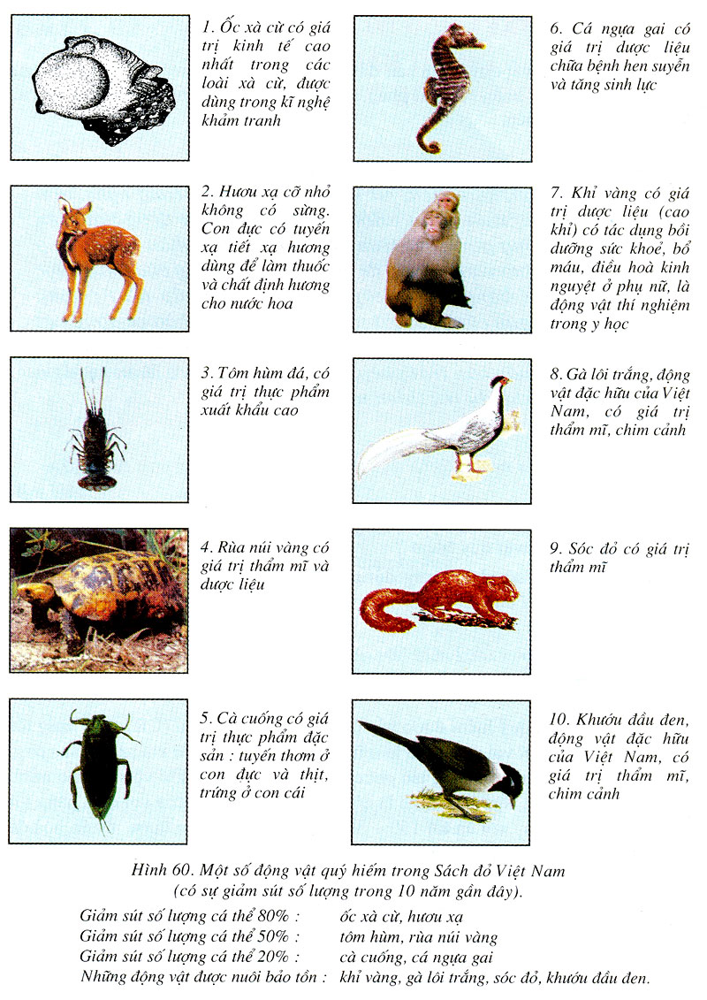 1. Ốc xà cừ có giá
trị kinh tế cao
nhất trong các
loài xà cừ, được
dùng trong kĩ nghệ
khảm tranh
2. Hươu xạ cỡ nhỏ
không có sừng.
Con đực có tuyến
xạ tiết xạ hương
dùng để làm thuốc
và chất định hương
cho nước hoa
3. Tôm hùm đá, có
giá trị thực phẩm
xuất khẩu cao
4. Rùa núi vàng có
giá trị thẩm mĩ và
dược liệu
5. Cà cuống có giá
trị thực phẩm đặc
sản : tuyến thơm ở
con đực và thịt,
trứng ở con cái
6. Cá ngựa gai có
giá trị dược liệu
chữa bệnh hen suyễn
và tăng sinh lực
7. Khỉ vàng có giá
trị dược liệu (cao
khỉ) có tác dụng bồi
dưỡng sức khoẻ, bổ
máu, điều hoà kinh
nguyệt ở phụ nữ, là
động vật thí nghiệm
trong y học
8. Gà lôi trắng, động
vật đặc hữu của Việt
Nam, có giá trị
thẩm mĩ, chim cảnh
9. Sóc đỏ có giá trị
thẩm mĩ
10. Khướu đầu đen,
động vật đặc hữu
của Việt Nam, có
giá trị thẩm mĩ,
chim cảnh
Hình 60. Một số động vật quý hiếm trong Sách đỏ Việt Nam
(có sự giảm sút số lượng trong 10 năm gần đây).
Giảm sút số lượng cá thể 80% : ốc xà cừ, hươu xạ
Giảm sút số lượng cá thể 50% : tôm hùm, rùa núi vàng
Giảm sút số lượng cá thể 20% : cà cuống, cá ngựa gai
Những động vật được nuôi bảo tồn : khỉ vàng, gà lôi trắng, sóc đỏ, khướu đầu đen.